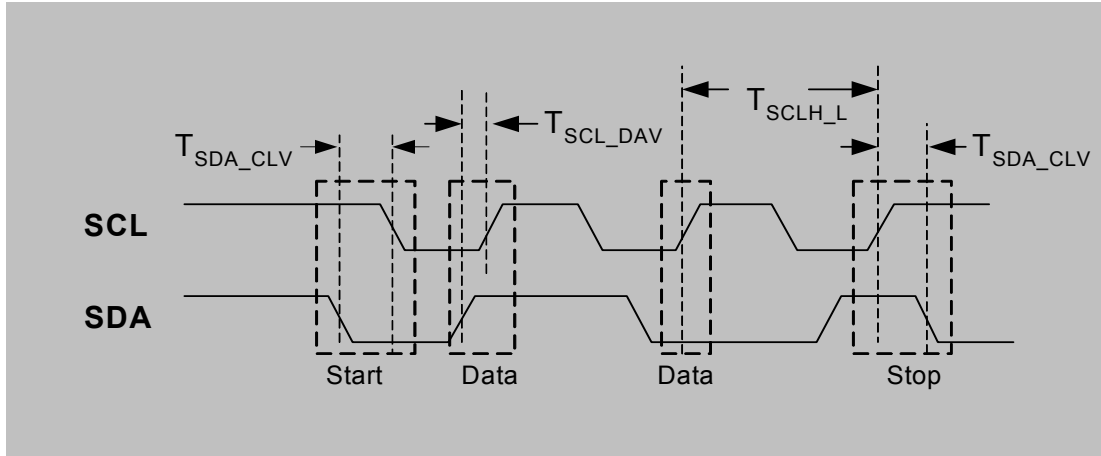 T_SCLH_L
T_SCL_DAV
T_SDA_CLV
T_SDA_CLV
SCL
SDA
Start
Data
Data
Stop